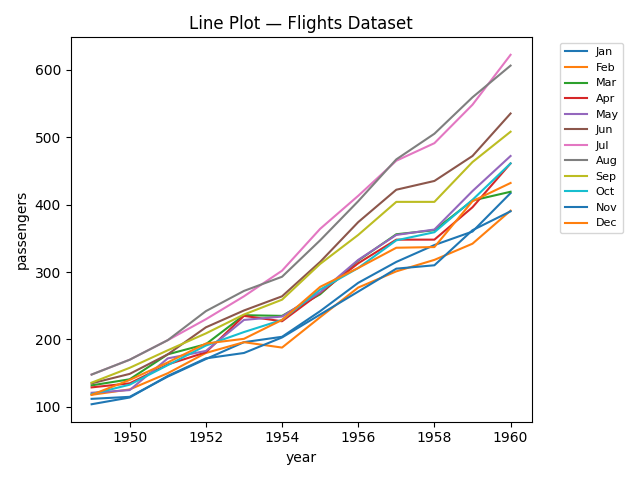 Line Plot — Flights Dataset
passengers
600
500
400
300
200
100
1950 1952 1954 1956 1958 1960
year
Jan
Feb
Mar
Apr
May
Jun
Jul
Aug
Sep
Oct
Nov
Dec